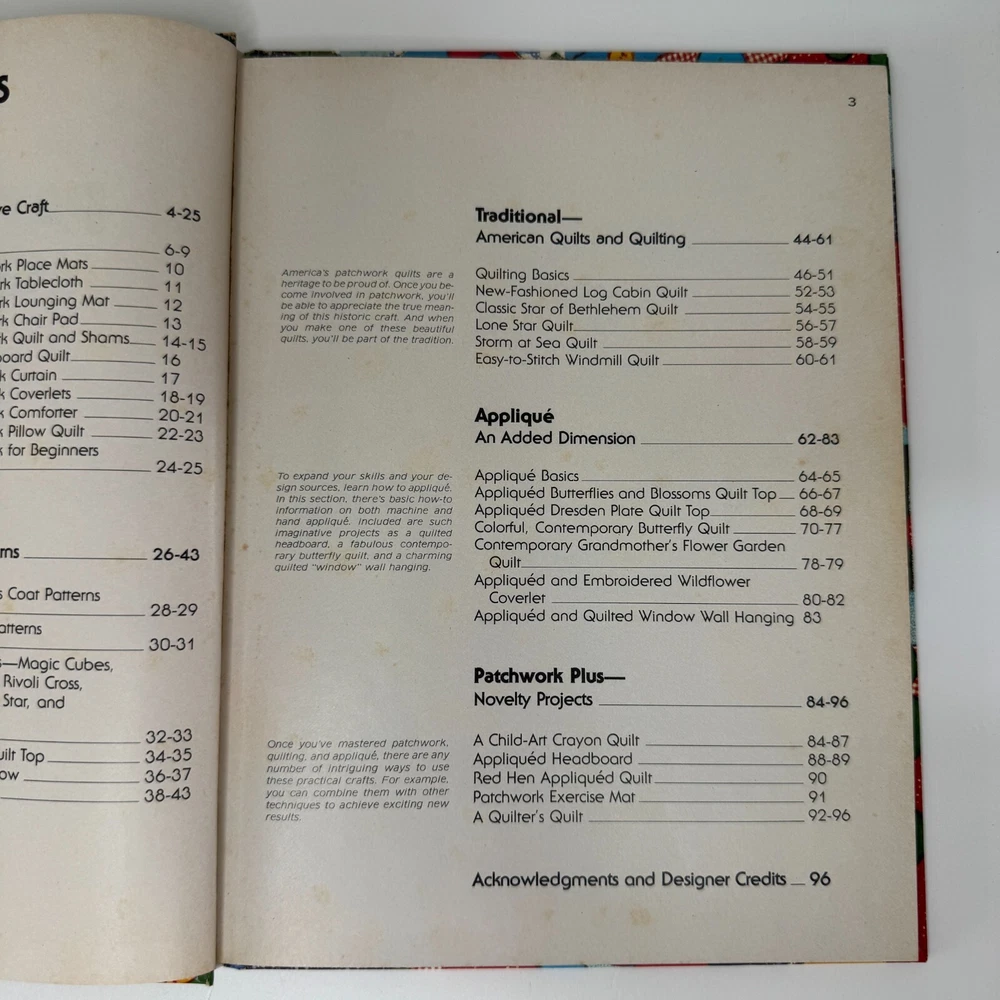 S
ve Craft 4-25
6-9
rk Place Mats 10
rk Tablecloth 11
rk Lounging Mat 12
rk Chair Pad 13
rk Quilt and Shams 14-15
board Quilt 16
k Curtain 17
k Coverlets 18-19
k Comforter 20-21
k Pillow Quilt 22-23
k for Beginners
24-25
rns 26-43
s Coat Patterns
28-29
atterns
30-31
s—Magic Cubes,
Rivoli Cross,
Star, and
32-33
uilt Top 34-35
ow 36-37
38-43
3
America's patchwork quilts are a
heritage to be proud of. Once you be-
come involved in patchwork, you'll
be able to appreciate the true mean-
ing of this historic craft. And when
you make one of these beautiful
quilts, you'll be part of the tradition.
Traditional—
American Quilts and Quilting 44-61
Quilting Basics 46-51
New-Fashioned Log Cabin Quilt 52-53
Classic Star of Bethlehem Quilt 54-55
Lone Star Quilt 56-57
Storm at Sea Quilt 58-59
Easy-to-Stitch Windmill Quilt 60-61
To expand your skills and your de-
sign sources, learn how to appliqué.
In this section, there's basic how-to
information on both machine and
hand appliqué. Included are such
imaginative projects as a quilted
headboard, a fabulous contempo-
rary butterfly quilt, and a charming
quilted "window" wall hanging.
Appliqué
An Added Dimension 62-83
Appliqué Basics 64-65
Appliquéd Butterflies and Blossoms Quilt Top 66-67
Appliquéd Dresden Plate Quilt Top 68-69
Colorful, Contemporary Butterfly Quilt 70-77
Contemporary Grandmother's Flower Garden
Quilt 78-79
Appliquéd and Embroidered Wildflower
Coverlet 80-82
Appliquéd and Quilted Window Wall Hanging 83
Once you've mastered patchwork,
quilting, and appliqué, there are any
number of intriguing ways to use
these practical crafts. For example,
you can combine them with other
techniques to achieve exciting new
results.
Patchwork Plus—
Novelty Projects 84-96
A Child-Art Crayon Quilt 84-87
Appliquéd Headboard 88-89
Red Hen Appliquéd Quilt 90
Patchwork Exercise Mat 91
A Quilter's Quilt 92-96
Acknowledgments and Designer Credits 96